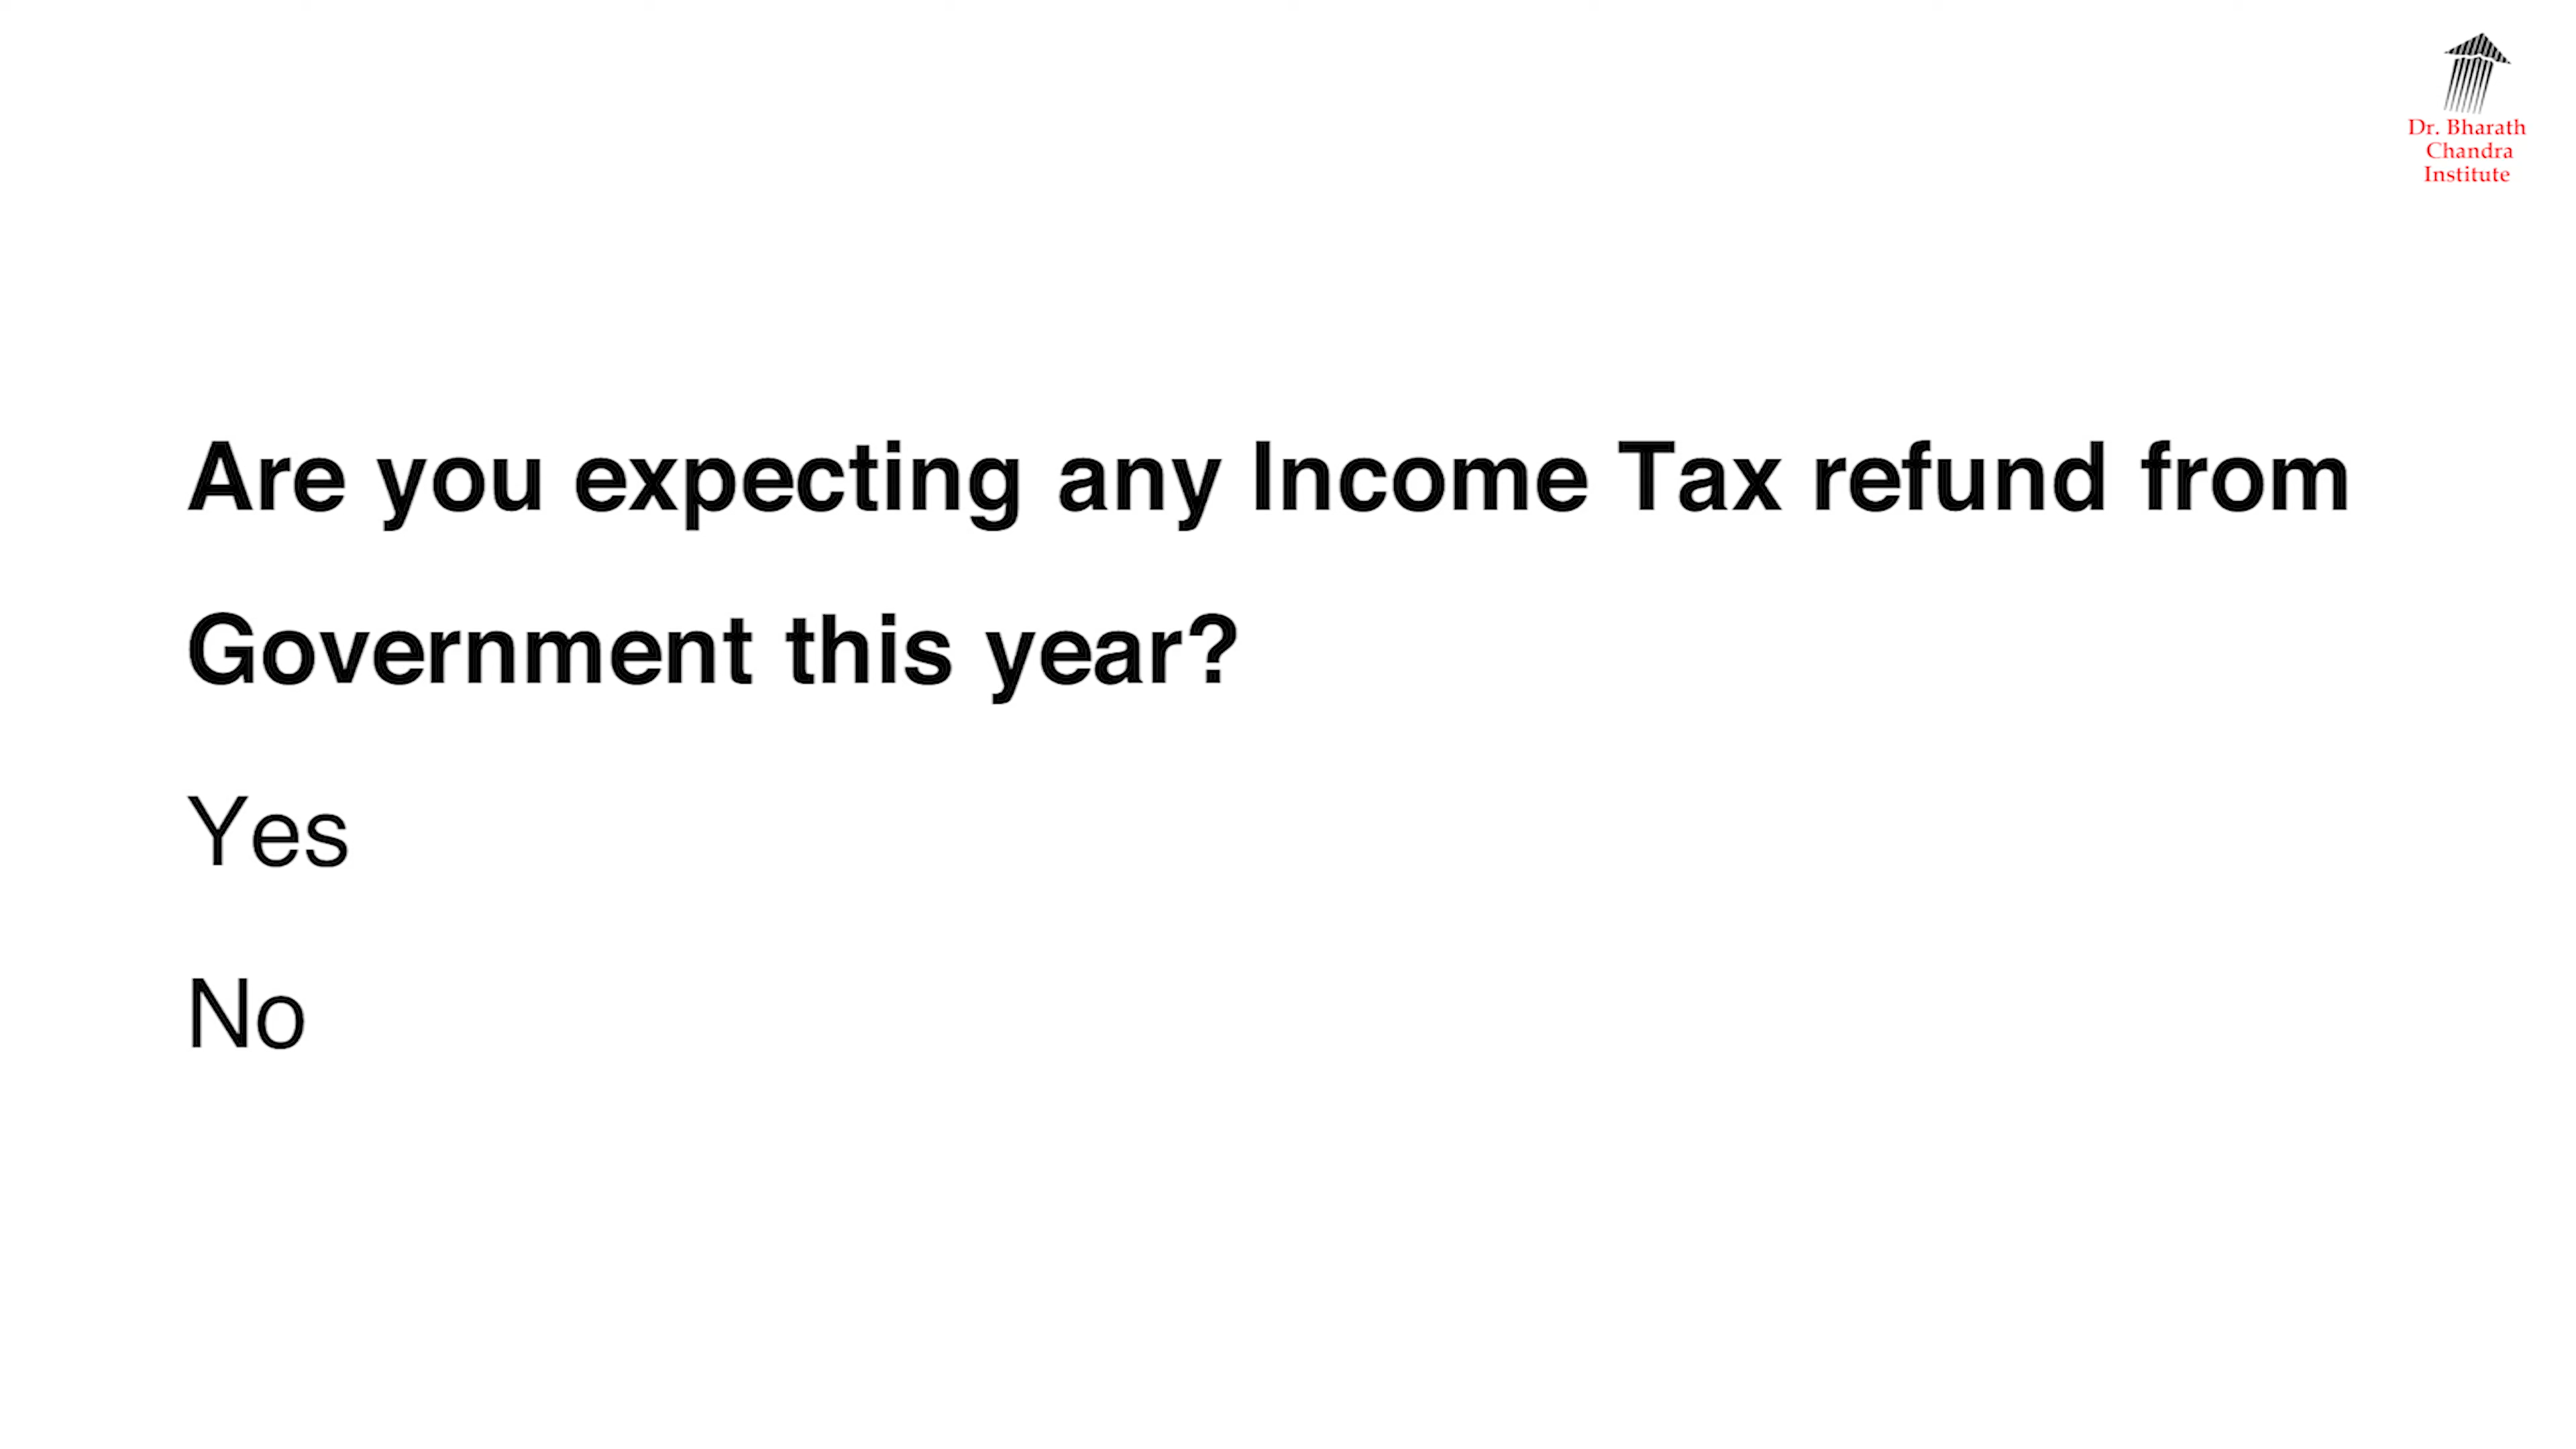 Dr. Bharath
Chandra
Institute
Are you expecting any Income Tax refund from
Government this year?
Yes
No